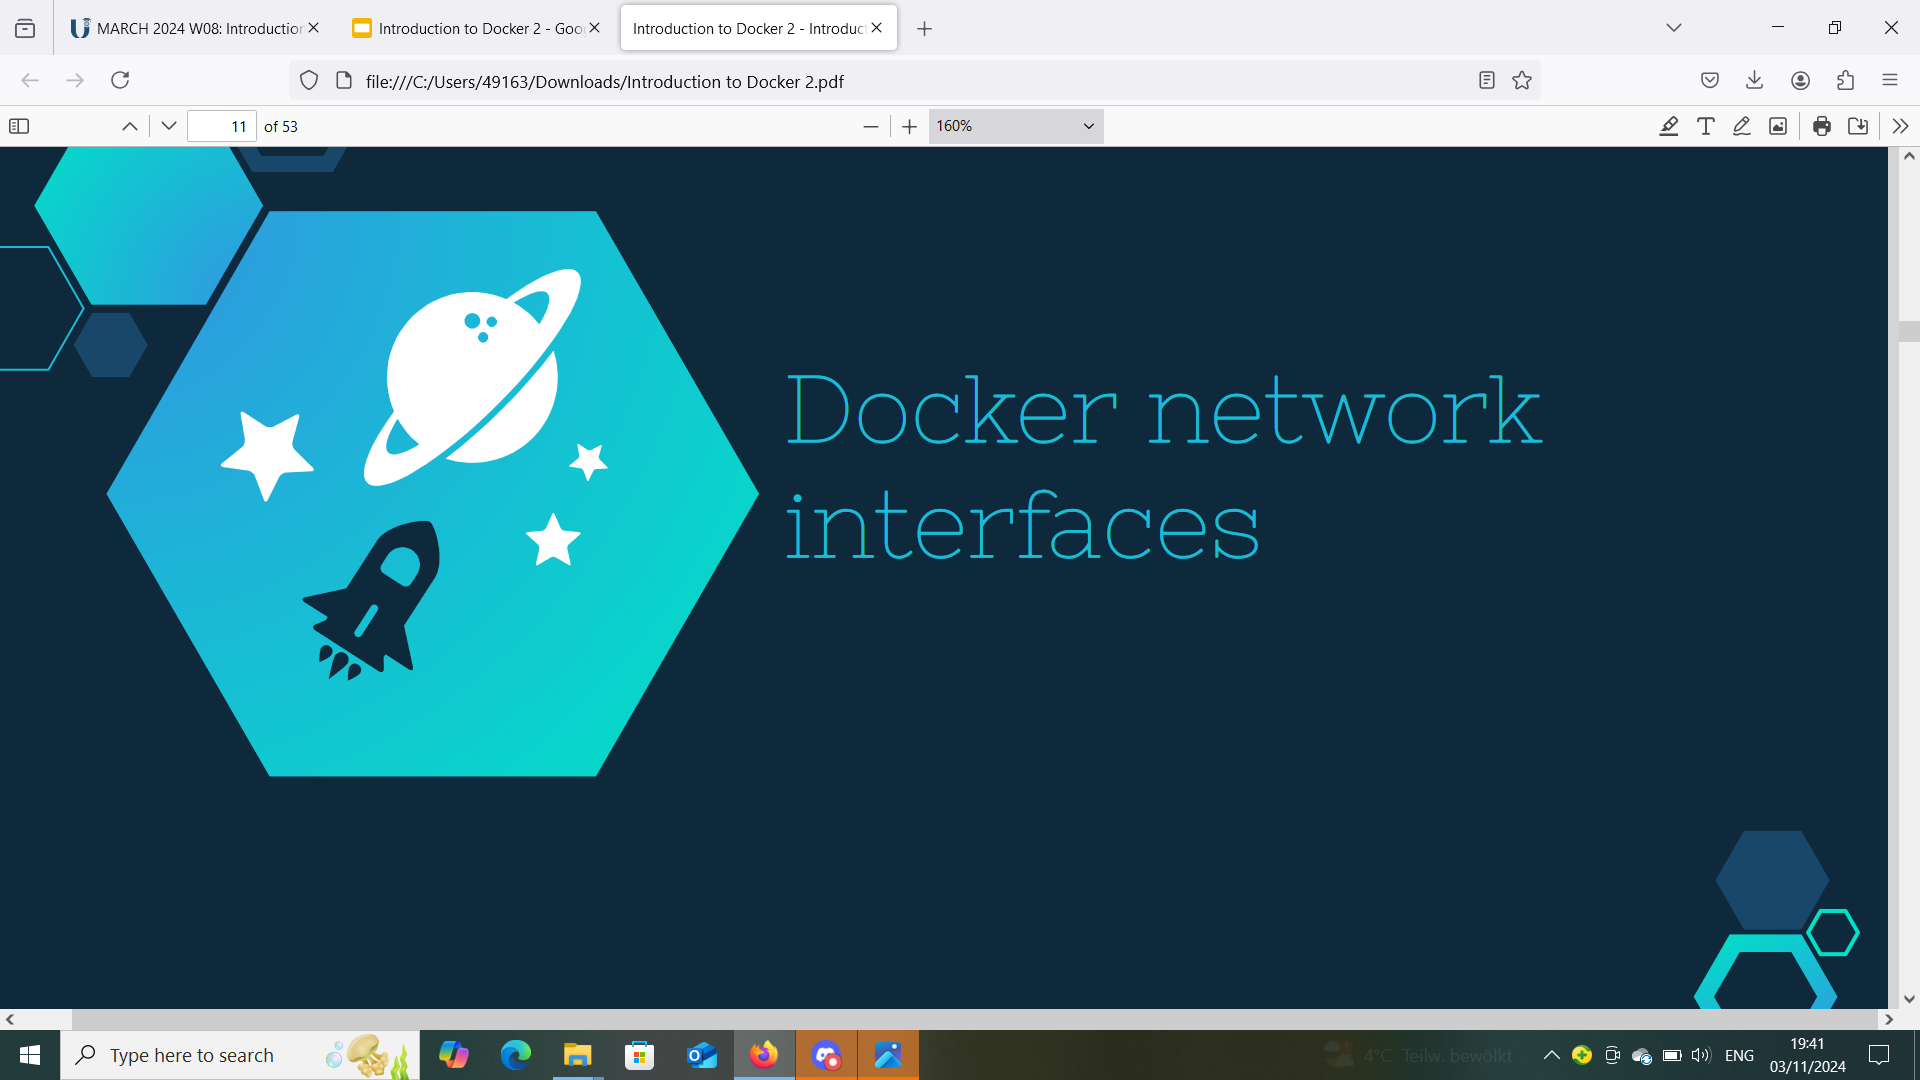 MARCH 2024 W08: Introduction
Introduction to Docker 2 - Goo
Introduction to Docker 2 - Introduc
file:///C:/Users/49163/Downloads/Introduction to Docker 2.pdf
11 of 53
160%
Docker network
interfaces
Type here to search
4°C Teilw. bewölkt
ENG
19:41
03/11/2024